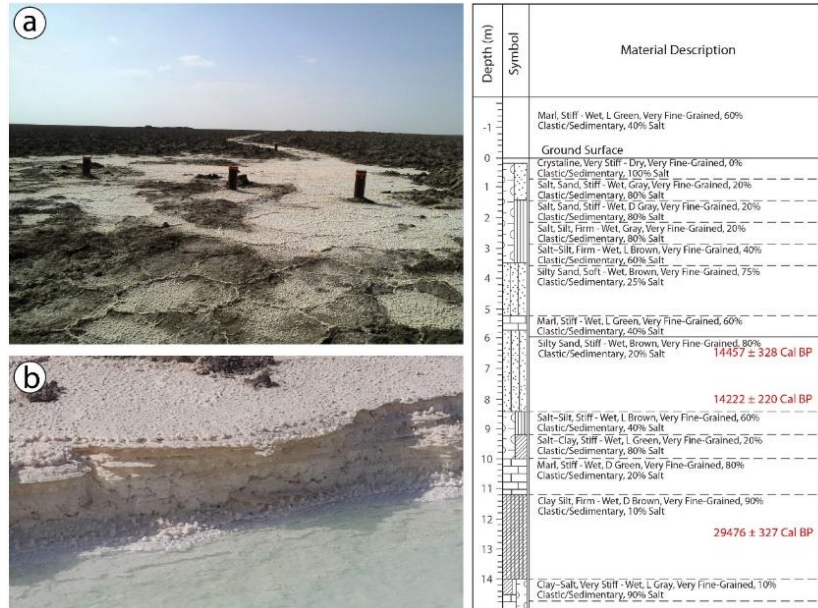 a
b
Depth (m)
Symbol
Material Description
Marl, Stiff - Wet, L Green, Very Fine-Grained, 60%
Clastic/Sedimentary, 40% Salt
-1
Ground Surface
0
Crystaline, Very Stiff - Dry, Very Fine-Grained, 0%
Clastic/Sedimentary, 100% Salt
1
Salt, Sand, Stiff - Wet, Gray, Very Fine-Grained, 20%
Clastic/Sedimentary, 80% Salt
Salt, Sand, Stiff - Wet, D Gray, Very Fine-Grained, 20%
2
Clastic/Sedimentary, 80% Salt
Salt, Silt, Firm - Wet, Gray, Very Fine-Grained, 20%
Clastic/Sedimentary, 80% Salt
3
Salt–Silt, Firm - Wet, L Brown, Very Fine-Grained, 40%
Clastic/Sedimentary, 60% Salt
4
Silty Sand, Soft - Wet, Brown, Very Fine-Grained, 75%
Clastic/Sedimentary, 25% Salt
5
Marl, Stiff - Wet, L Green, Very Fine-Grained, 60%
Clastic/Sedimentary, 40% Salt
6
Silty Sand, Stiff - Wet, Brown, Very Fine-Grained, 80%
Clastic/Sedimentary, 20% Salt
14457 ± 328 Cal BP
7
8
14222 ± 220 Cal BP
Salt–Silt, Stiff - Wet, L Brown, Very Fine-Grained, 60%
9
Clastic/Sedimentary, 40% Salt
Salt–Clay, Stiff - Wet, L Green, Very Fine-Grained, 20%
Clastic/Sedimentary, 80% Salt
10
Marl, Stiff - Wet, D Green, Very Fine-Grained, 80%
Clastic/Sedimentary, 20% Salt
11
Clay Silt, Firm - Wet, D Brown, Very Fine-Grained, 90%
Clastic/Sedimentary, 10% Salt
12
29476 ± 327 Cal BP
13
14
Clay–Salt, Very Stiff - Wet, L Gray, Very Fine-Grained, 10%
Clastic/Sedimentary, 90% Salt